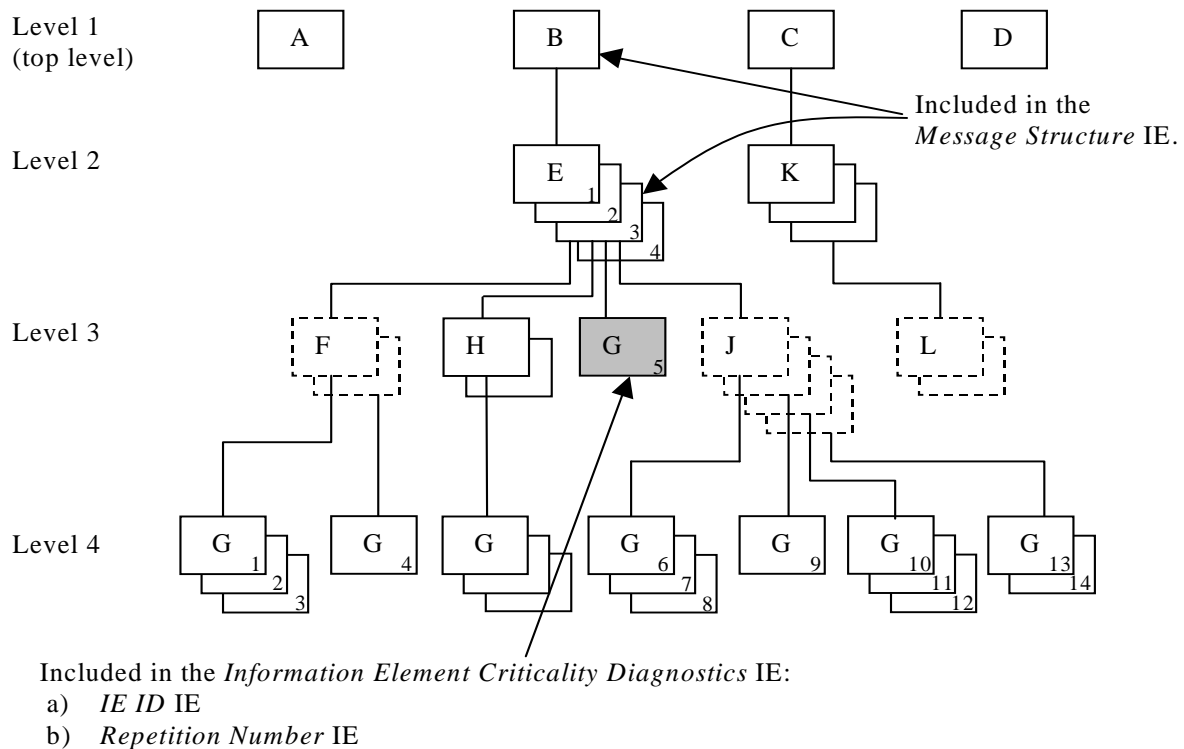 Level 1
(top level)
A
B
C
D
Included in the
Message Structure IE.
Level 2
E
1
2
3
4
K
Level 3
F
H
G
5
J
L
Level 4
G
1
2
3
G
4
G
G
6
7
8
G
9
G
10
11
12
G
13
14
Included in the Information Element Criticality Diagnostics IE:
a) IE ID IE
b) Repetition Number IE